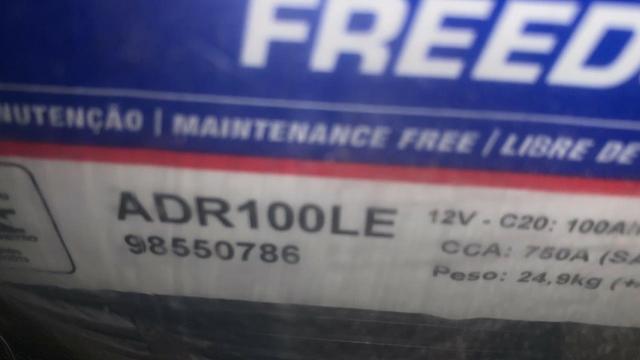 FREED
NUTENÇÃO | MAINTENANCE FREE / LIBRE DE
ADR100LE
98550786
12V - C20: 100A
CCA: 750A (SA
Peso: 24,9kg (+